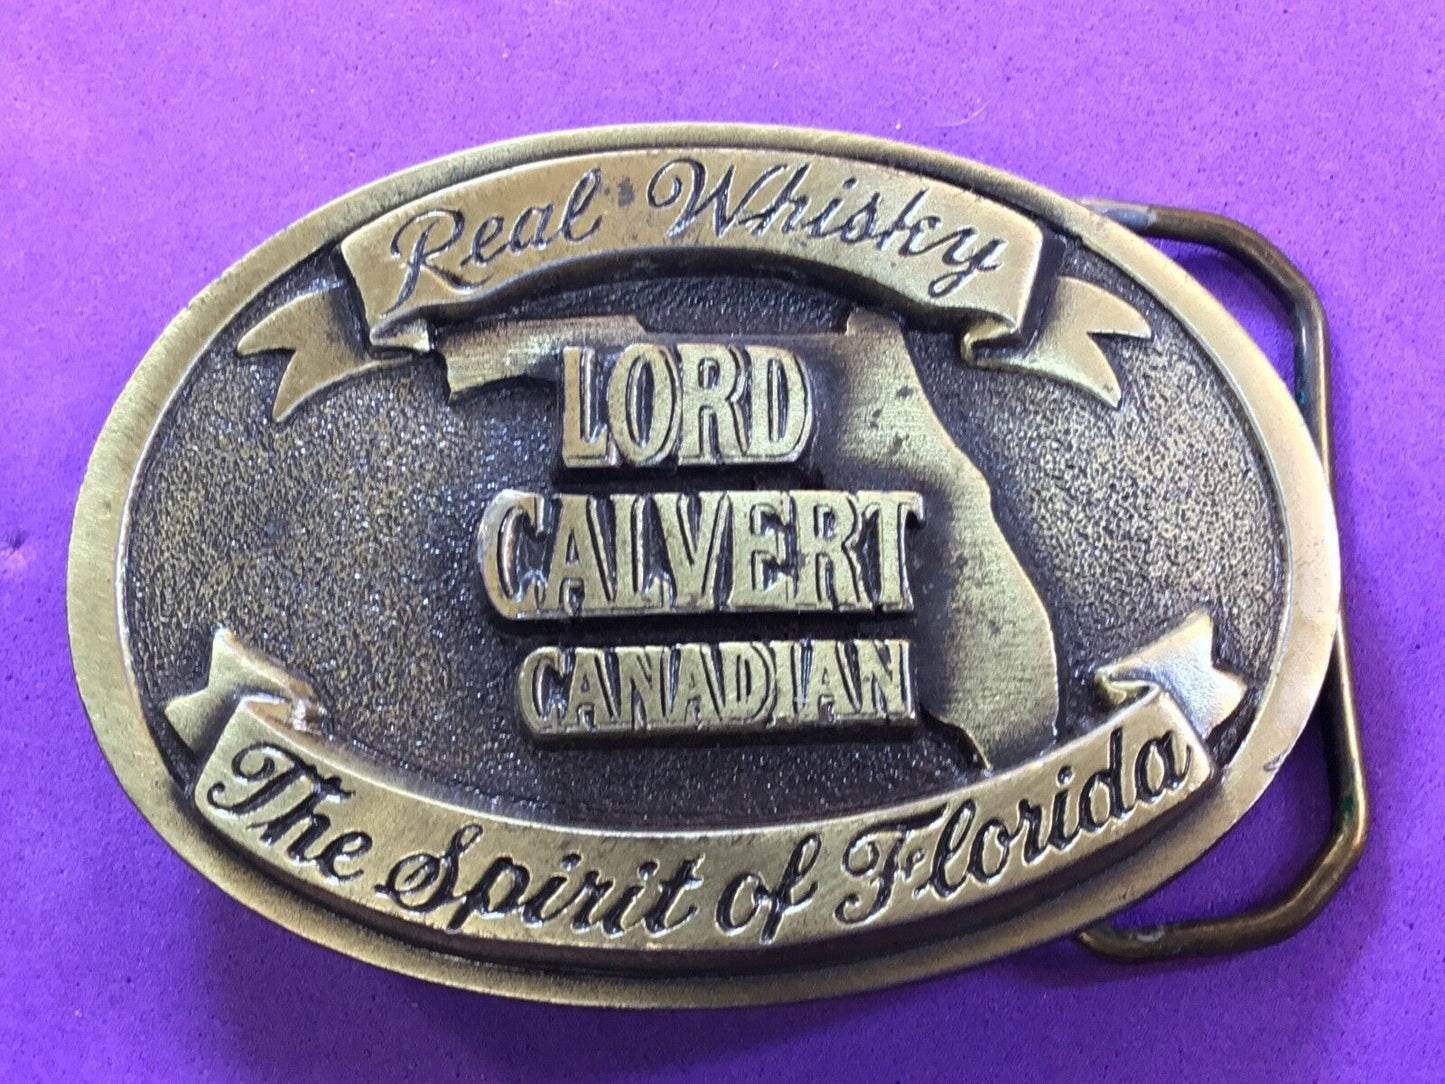 Real Whisky
LORD
CALVERT
CANADIAN
The Spirit of Florida